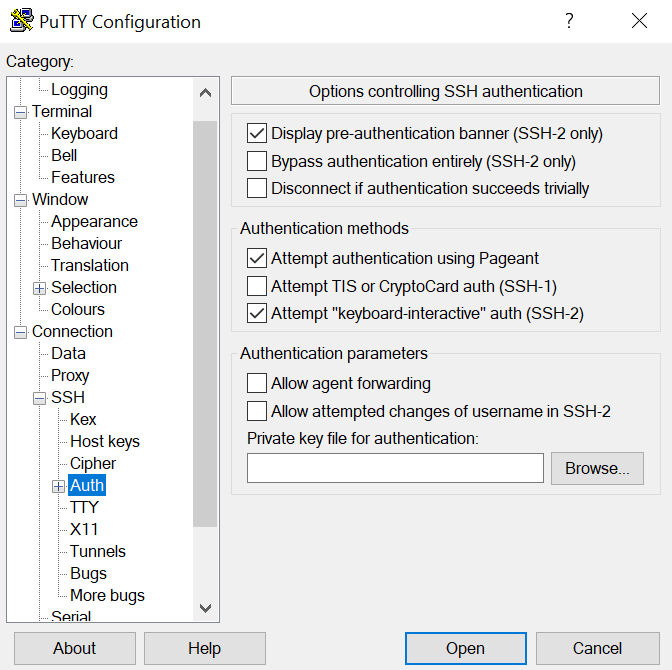 PuTTY Configuration
?
Category:
Logging
Terminal
Keyboard
Bell
Features
Window
Appearance
Behaviour
Translation
Selection
Colours
Connection
Data
Proxy
SSH
Kex
Host keys
Cipher
Auth
TTY
X11
Tunnels
Bugs
More bugs
Serial
Options controlling SSH authentication
Display pre-authentication banner (SSH-2 only)
Bypass authentication entirely (SSH-2 only)
Disconnect if authentication succeeds trivially
Authentication methods
Attempt authentication using Pageant
Attempt TIS or CryptoCard auth (SSH-1)
Attempt "keyboard-interactive" auth (SSH-2)
Authentication parameters
Allow agent forwarding
Allow attempted changes of username in SSH-2
Private key file for authentication:
Browse...
About
Help
Open
Cancel